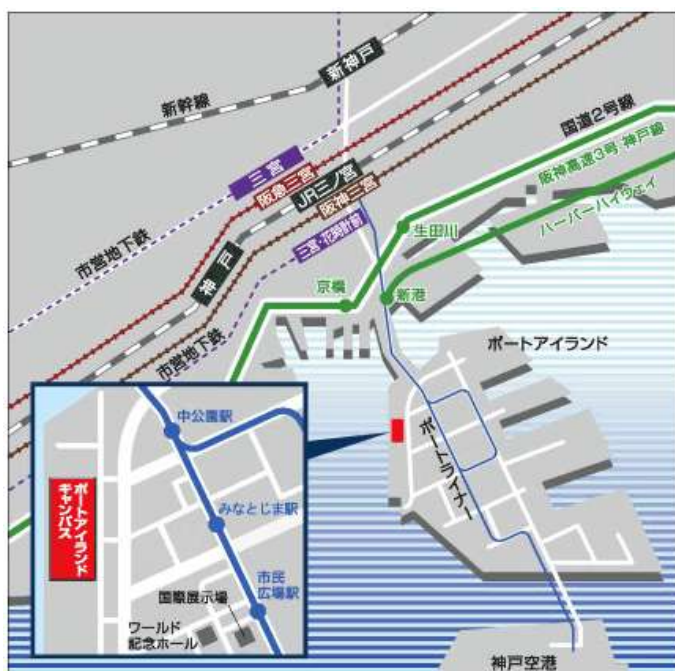 新神戸
新幹線
国道2号線
阪神高速3号 神戸線
ハーバーハイウェイ
三宮
阪急三宮
JR三ノ宮
阪神三宮
三宮・花時計前
市営地下鉄
神戸
生田川
京橋
新港
市営地下鉄
ポートアイランド
ポートライナー
中公園駅
みなとじま駅
ポートアイランド
キャンパス
市民
広場駅
国際展示場
ワールド
記念ホール
神戸空港